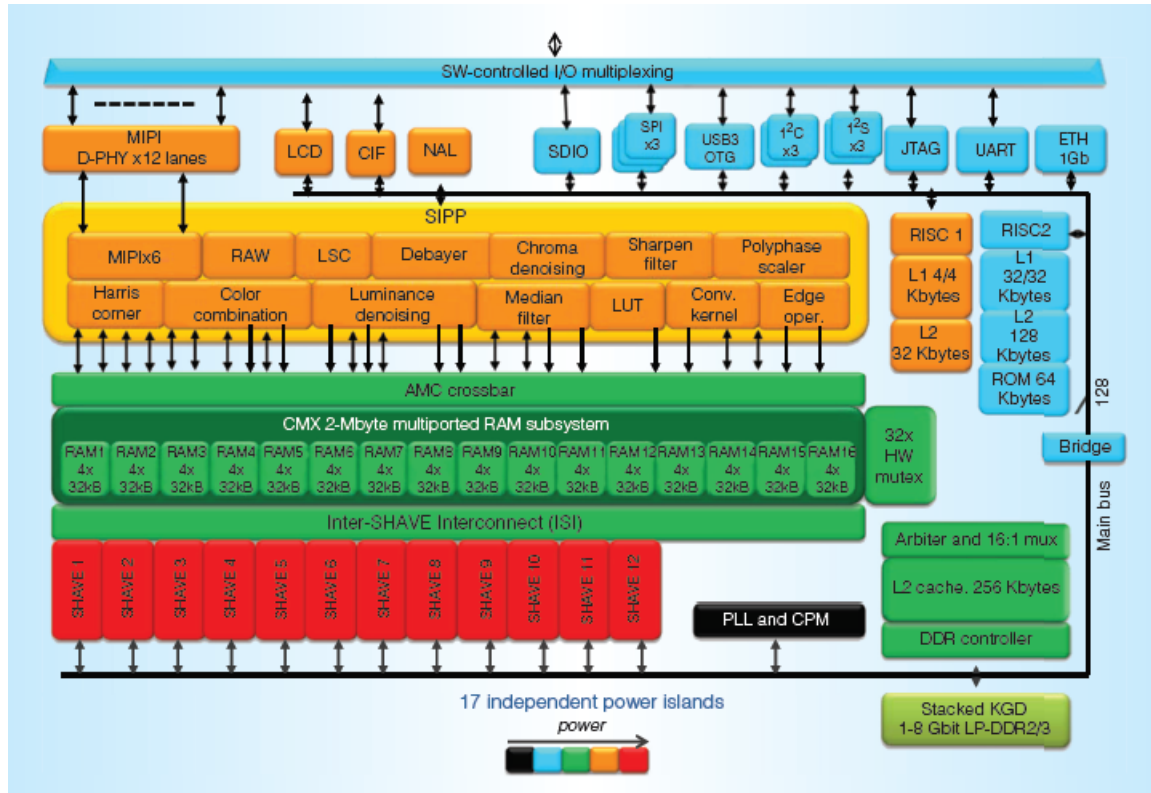 SW-controlled I/O multiplexing
MIPI
D-PHY x12 lanes
LCD
CIF
NAL
SDIO
SPI
x3
USB3
OTG
I²C
x3
I²S
x3
JTAG
UART
ETH
1Gb
SIPP
MIPIx6
RAW
LSC
Debayer
Chroma
denoising
Sharpen
filter
Polyphase
scaler
Harris
corner
Color
combination
Luminance
denoising
Median
filter
LUT
Conv.
kernel
Edge
oper.
RISC 1
L1 4/4
Kbytes
L2
32 Kbytes
RISC2
L1
32/32
Kbytes
L2
128
Kbytes
ROM 64
Kbytes
128
Bridge
Main bus
AMC crossbar
CMX 2-Mbyte multiported RAM subsystem
RAM1 RAM2 RAM3 RAM4 RAM5 RAM6 RAM7 RAM8 RAM9 RAM10 RAM11 RAM12 RAM13 RAM14 RAM15 RAM16
4x 4x 4x 4x 4x 4x 4x 4x 4x 4x 4x 4x 4x 4x 4x 4x
32kB 32kB 32kB 32kB 32kB 32kB 32kB 32kB 32kB 32kB 32kB 32kB 32kB 32kB 32kB 32kB
32x
HW
mutex
Inter-SHAVE Interconnect (ISI)
SHAVE 1
SHAVE 2
SHAVE 3
SHAVE 4
SHAVE 5
SHAVE 6
SHAVE 7
SHAVE 8
SHAVE 9
SHAVE 10
SHAVE 11
SHAVE 12
PLL and CPM
Arbiter and 16:1 mux
L2 cache. 256 Kbytes
DDR controller
Stacked KGD
1-8 Gbit LP-DDR2/3
17 independent power islands
power